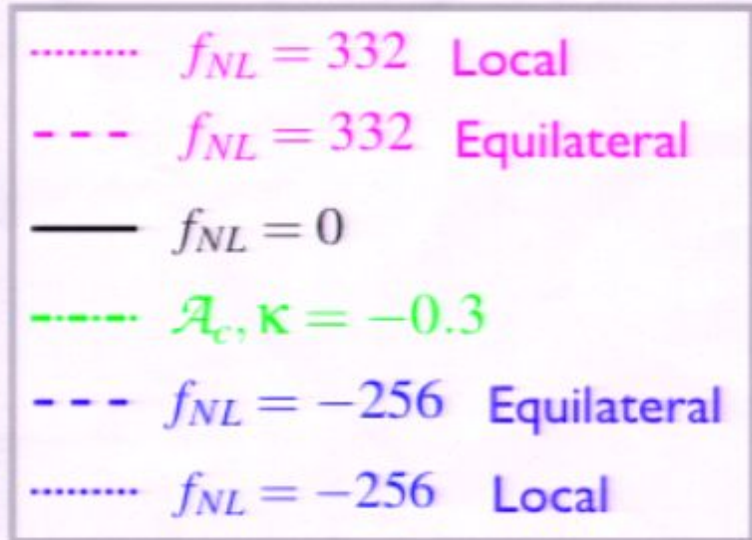 f_NL = 332 Local
f_NL = 332 Equilateral
f_NL = 0
𝒜_c, κ = −0.3
f_NL = −256 Equilateral
f_NL = −256 Local